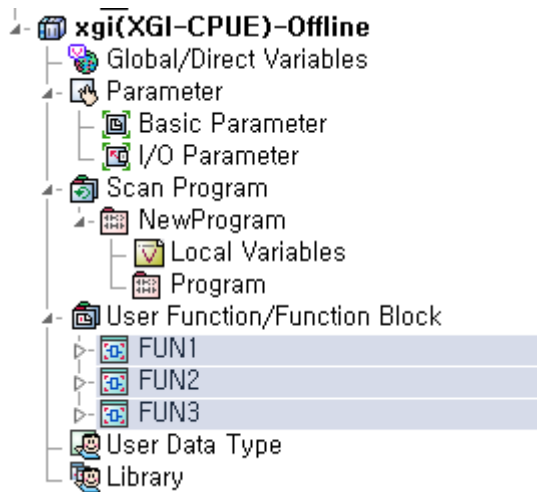 xgi(XGI-CPUE)-Offline
Global/Direct Variables
Parameter
Basic Parameter
I/O Parameter
Scan Program
NewProgram
Local Variables
Program
User Function/Function Block
FUN1
FUN2
FUN3
User Data Type
Library